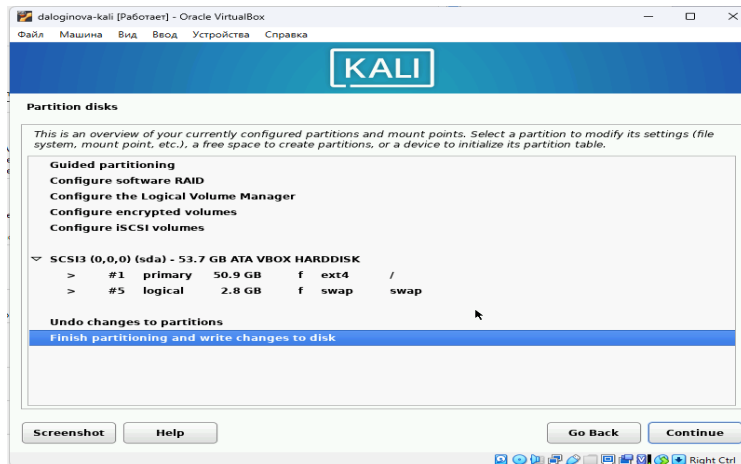 daloginova-kali [Работает] - Oracle VirtualBox
Файл Машина Вид Ввод Устройства Справка
KALI
Partition disks
This is an overview of your currently configured partitions and mount points. Select a partition to modify its settings (file
system, mount point, etc.), a free space to create partitions, or a device to initialize its partition table.
Guided partitioning
Configure software RAID
Configure the Logical Volume Manager
Configure encrypted volumes
Configure iSCSI volumes
SCSI3 (0,0,0) (sda) - 53.7 GB ATA VBOX HARDDISK
> #1 primary 50.9 GB f ext4 /
> #5 logical 2.8 GB f swap swap
Undo changes to partitions
Finish partitioning and write changes to disk
Screenshot Help Go Back Continue
Right Ctrl